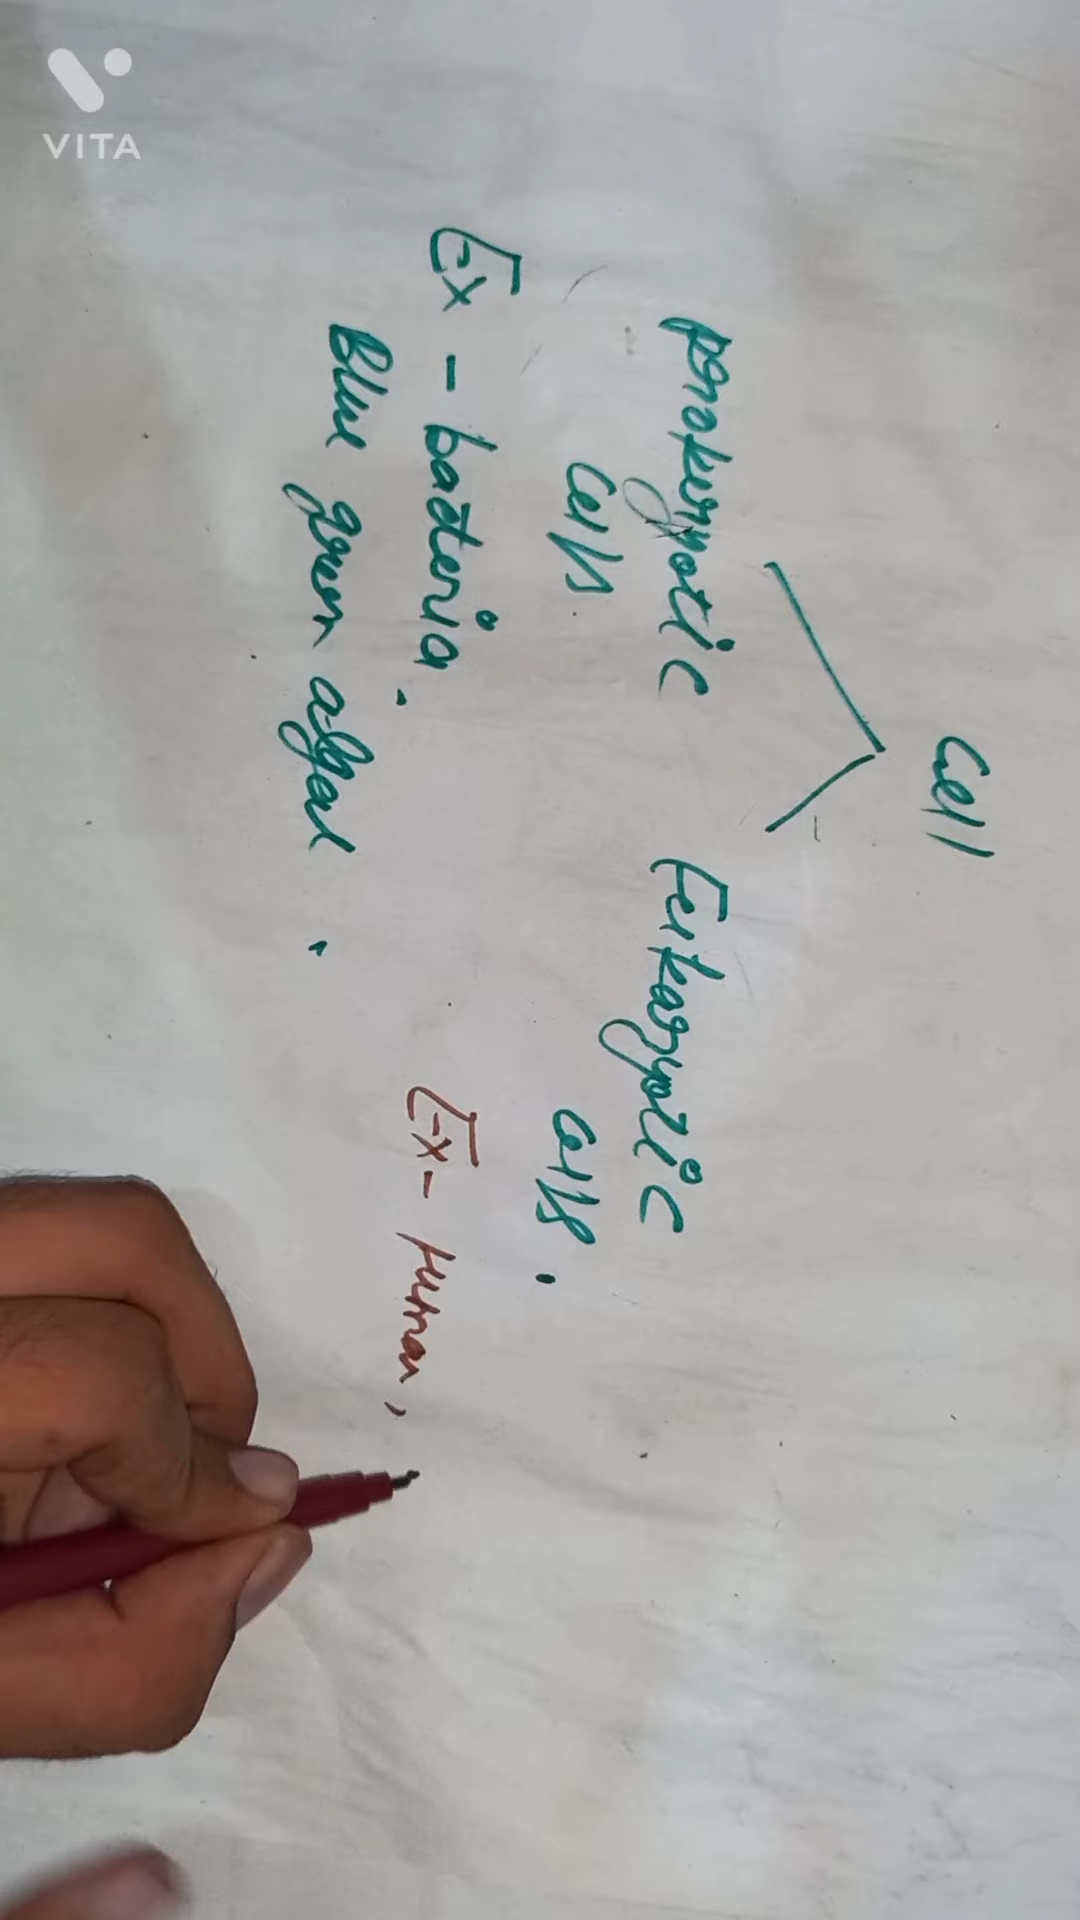 VITA
Cell
prokaryotic
Cells.
Eukaryotic
cells.
Ex - bacteria.
Blue green algae.
Ex- Human,